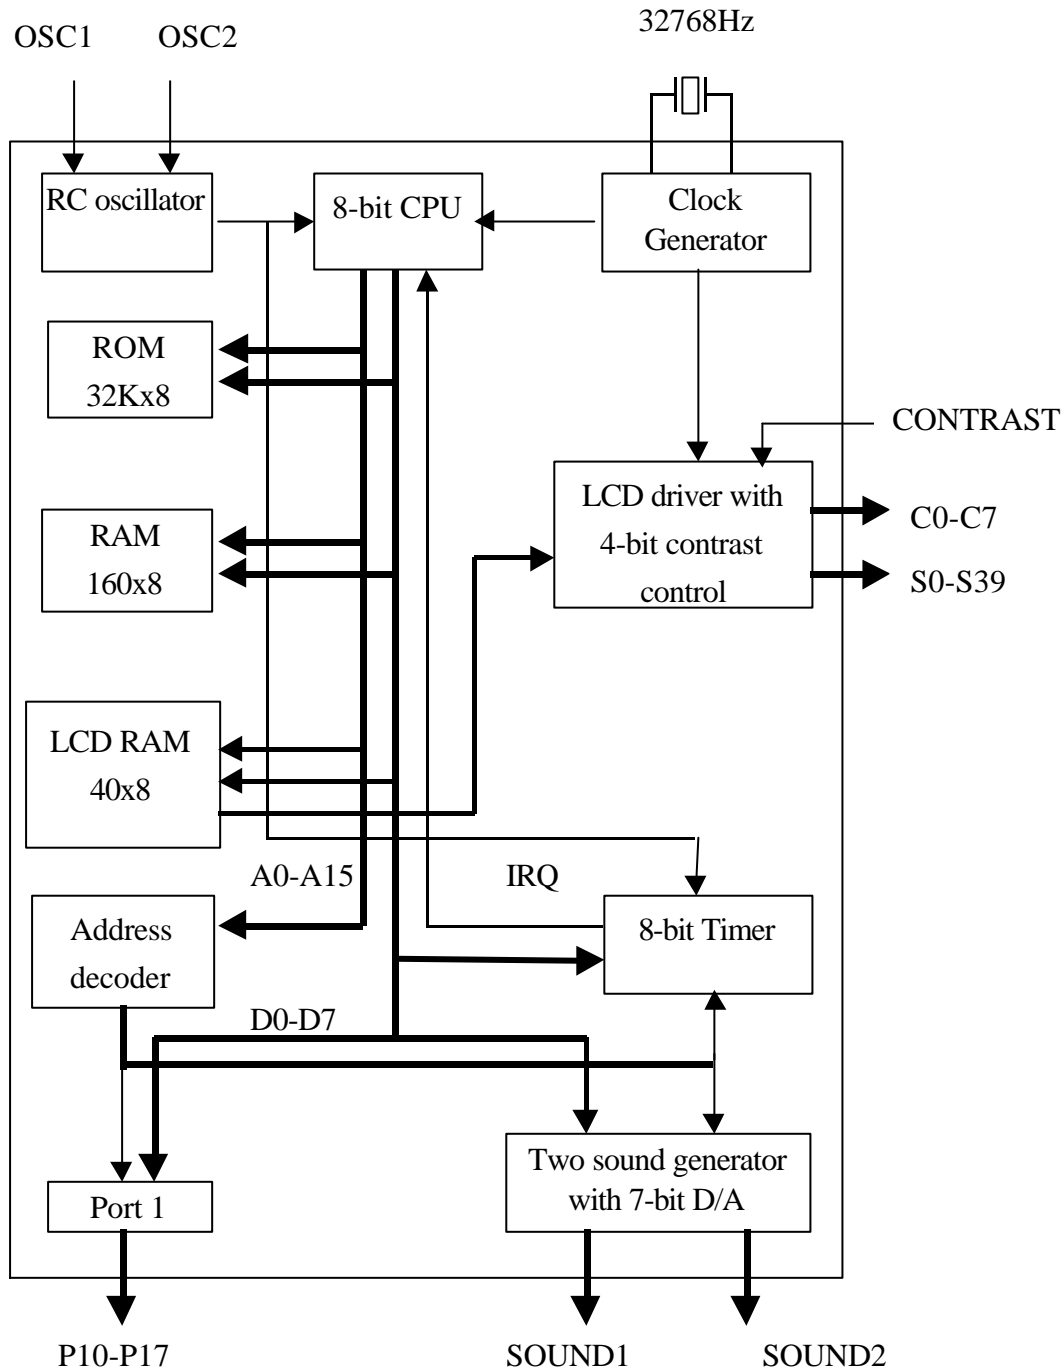 32768Hz
OSC1 OSC2
RC oscillator
8-bit CPU
Clock
Generator
ROM
32Kx8
CONTRAST
LCD driver with
4-bit contrast
control
C0-C7
S0-S39
RAM
160x8
LCD RAM
40x8
A0-A15
IRQ
Address
decoder
8-bit Timer
D0-D7
Two sound generator
with 7-bit D/A
Port 1
P10-P17
SOUND1
SOUND2